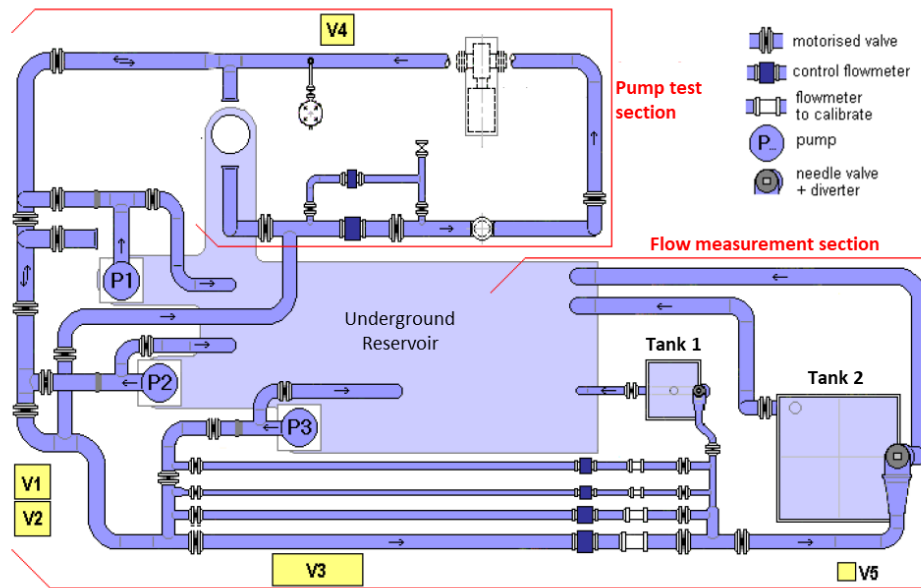 V4
motorised valve
control flowmeter
flowmeter
to calibrate
P_
pump
needle valve
+ diverter
Pump test
section
Flow measurement section
P1
Underground
Reservoir
Tank 1
P2
Tank 2
P3
V1
V2
V3
V5